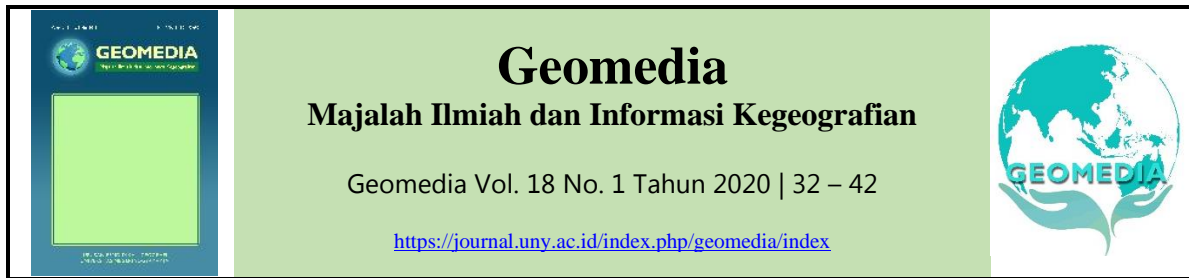 GEOMEDIA
Geomedia
Majalah Ilmiah dan Informasi Kegeografian
Geomedia Vol. 18 No. 1 Tahun 2020 | 32 – 42
https://journal.uny.ac.id/index.php/geomedia/index
GEOMEDIA